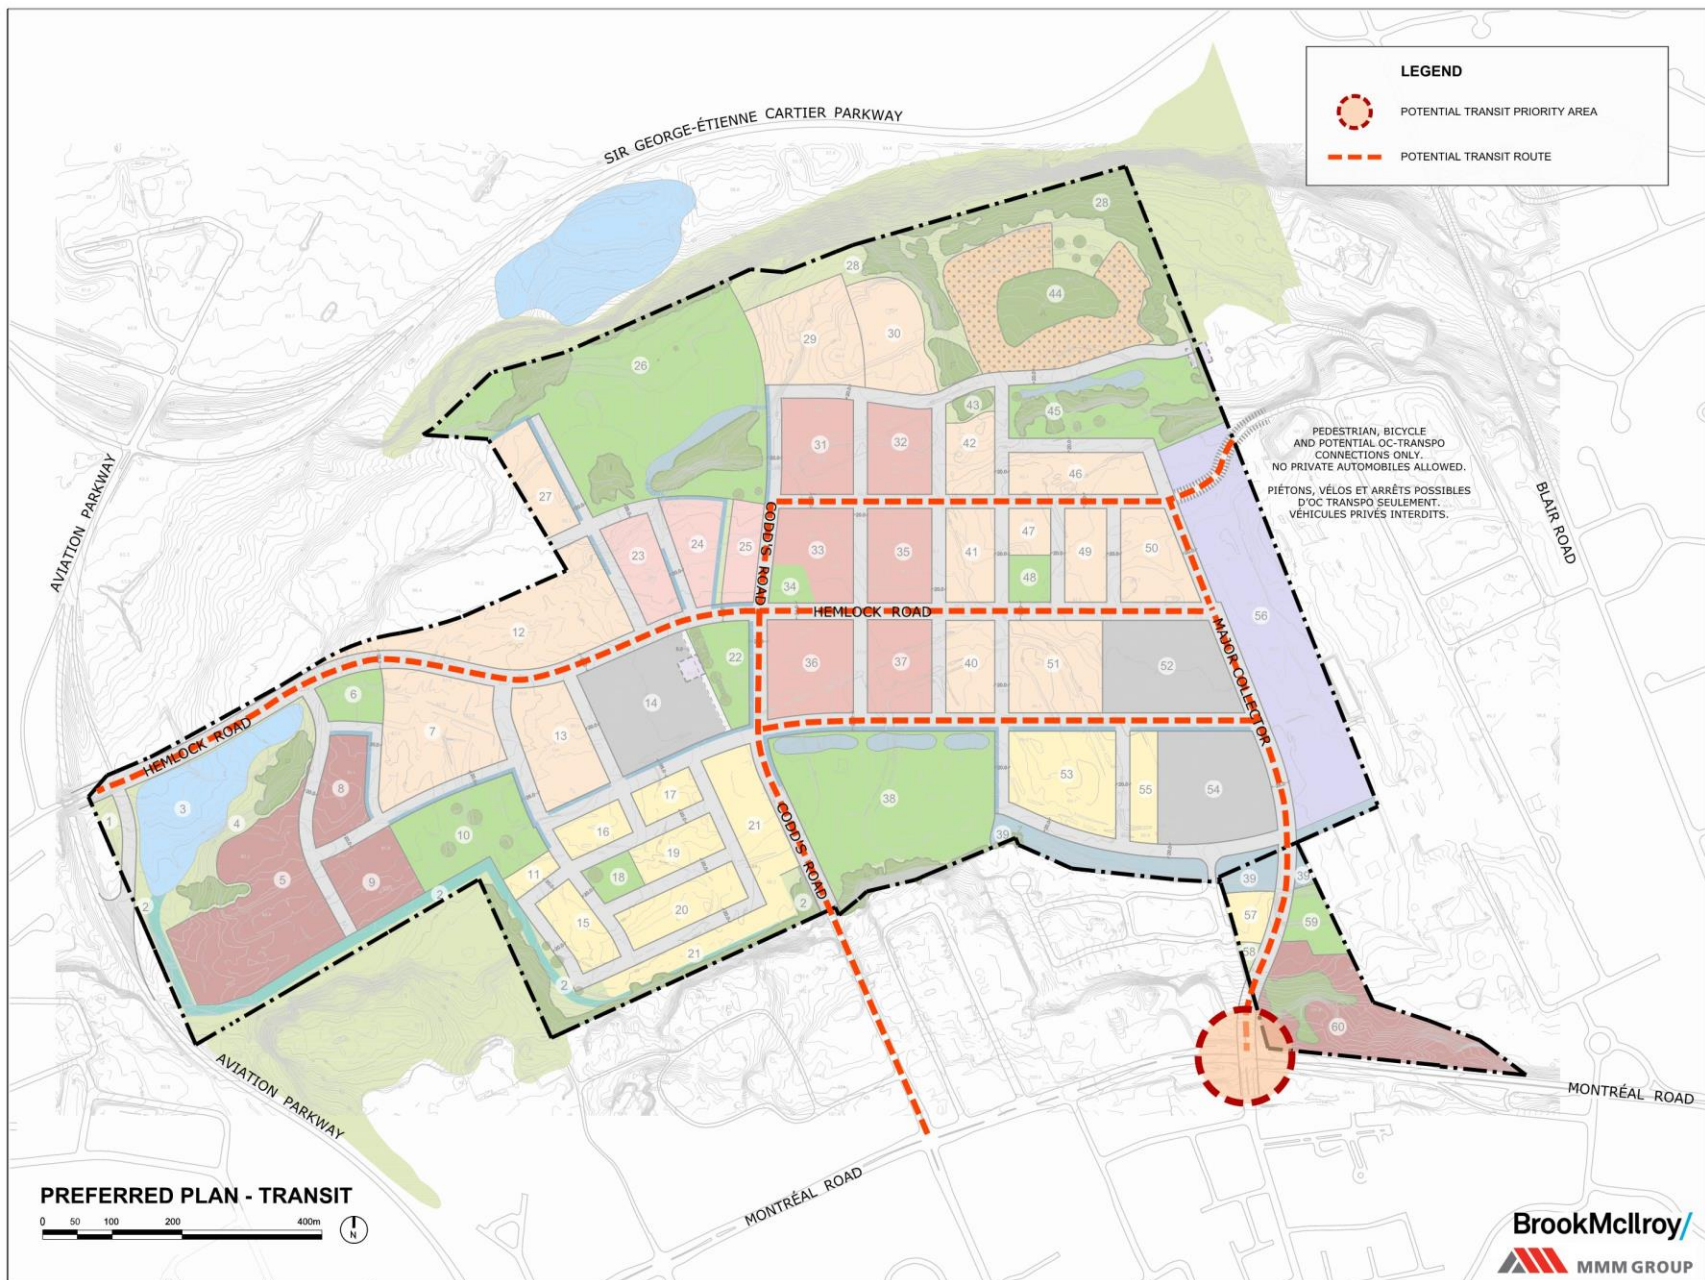 LEGEND
POTENTIAL TRANSIT PRIORITY AREA
POTENTIAL TRANSIT ROUTE
SIR GEORGE-ÉTIENNE CARTIER PARKWAY
28
28
44
29
30
26
45
43
31
32
42
46
PEDESTRIAN, BICYCLE
AND POTENTIAL OC-TRANSPO
CONNECTIONS ONLY.
NO PRIVATE AUTOMOBILES ALLOWED.
PIÉTONS, VÉLOS ET ARRÊTS POSSIBLES
D'OC TRANSPO SEULEMENT.
VÉHICULES PRIVÉS INTERDITS.
AVIATION PARKWAY
BLAIR ROAD
27
CODD'S ROAD
23
24
25
33
35
41
47
49
50
34
48
HEMLOCK ROAD
56
12
22
36
37
40
51
52
MAJOR COLLECTOR
6
14
7
13
HEMLOCK ROAD
3
8
1
4
10
16
17
21
CODD'S ROAD
38
53
55
54
5
9
11
18
19
39
39
39
2
2
2
15
20
21
2
57
59
58
60
AVIATION PARKWAY
MONTRÉAL ROAD
MONTRÉAL ROAD
PREFERRED PLAN - TRANSIT
0 50 100 200 400m
N
BrookMcIlroy/
MMM GROUP